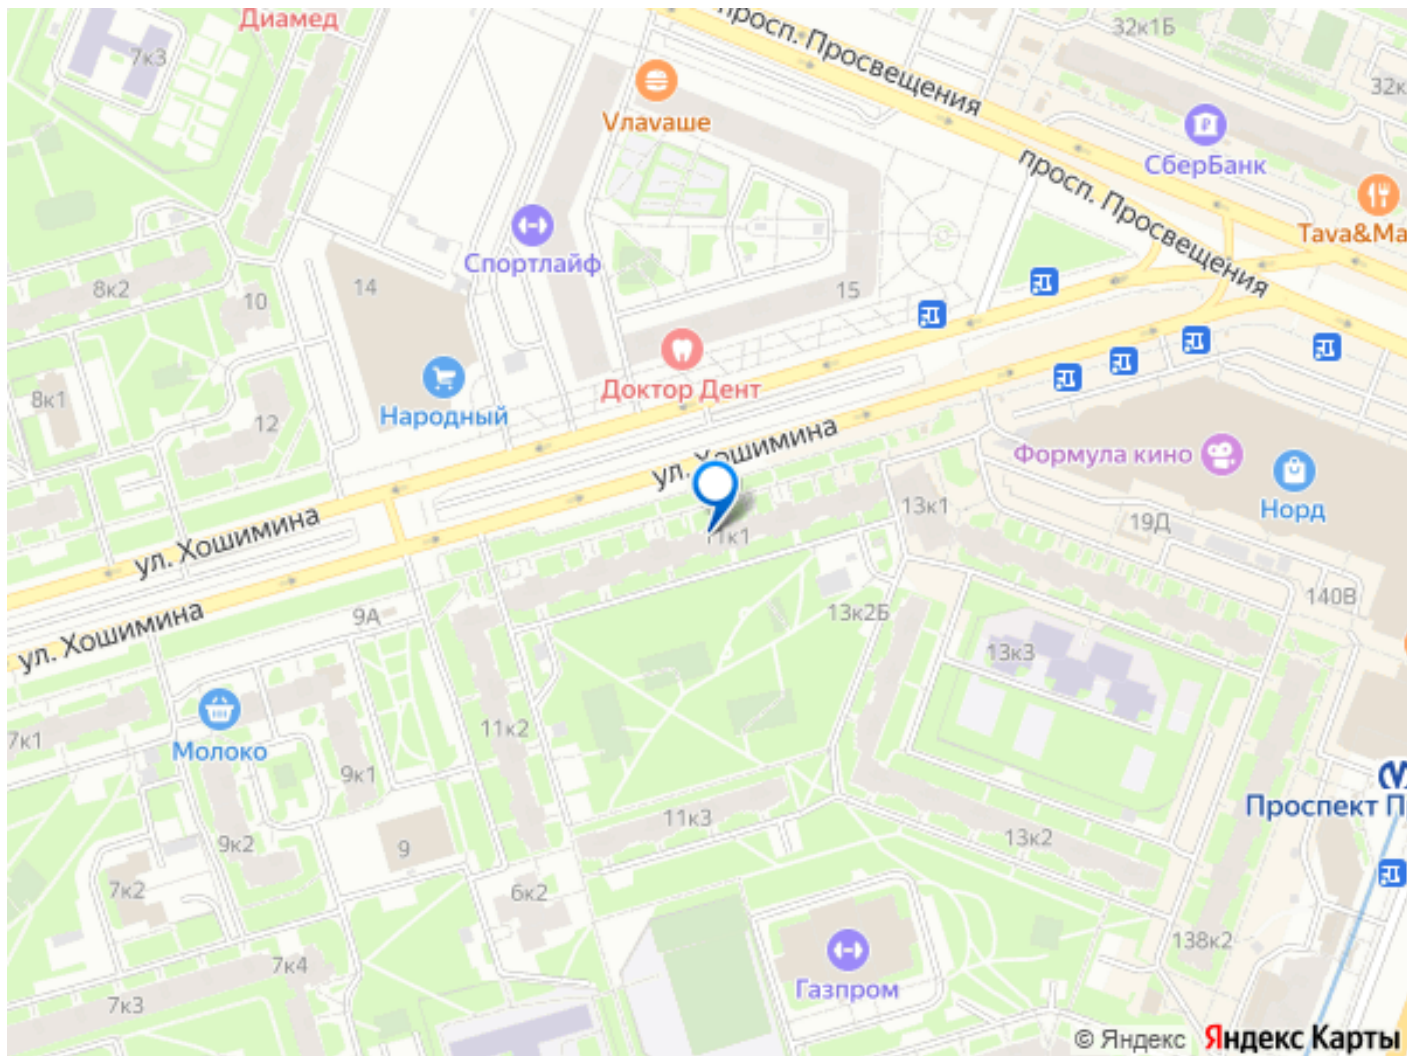 Диамед
просп. Просвещения
32к1Б
7к3
32к
Vлаvаше
СберБанк
просп. Просвещения
Tava&Ma
Спортлайф
8к2
10
14
15
Доктор Дент
8к1
Народный
12
ул. Хошимина
Формула кино
Норд
13к1
19Д
ул. Хошимина
11к1
140В
9А
13к2Б
ул. Хошимина
13к3
11к2
7к1
Молоко
9к1
Проспект П
11к3
13к2
9к2
9
7к2
6к2
138к2
7к4
Газпром
7к3
© Яндекс Яндекс Карты